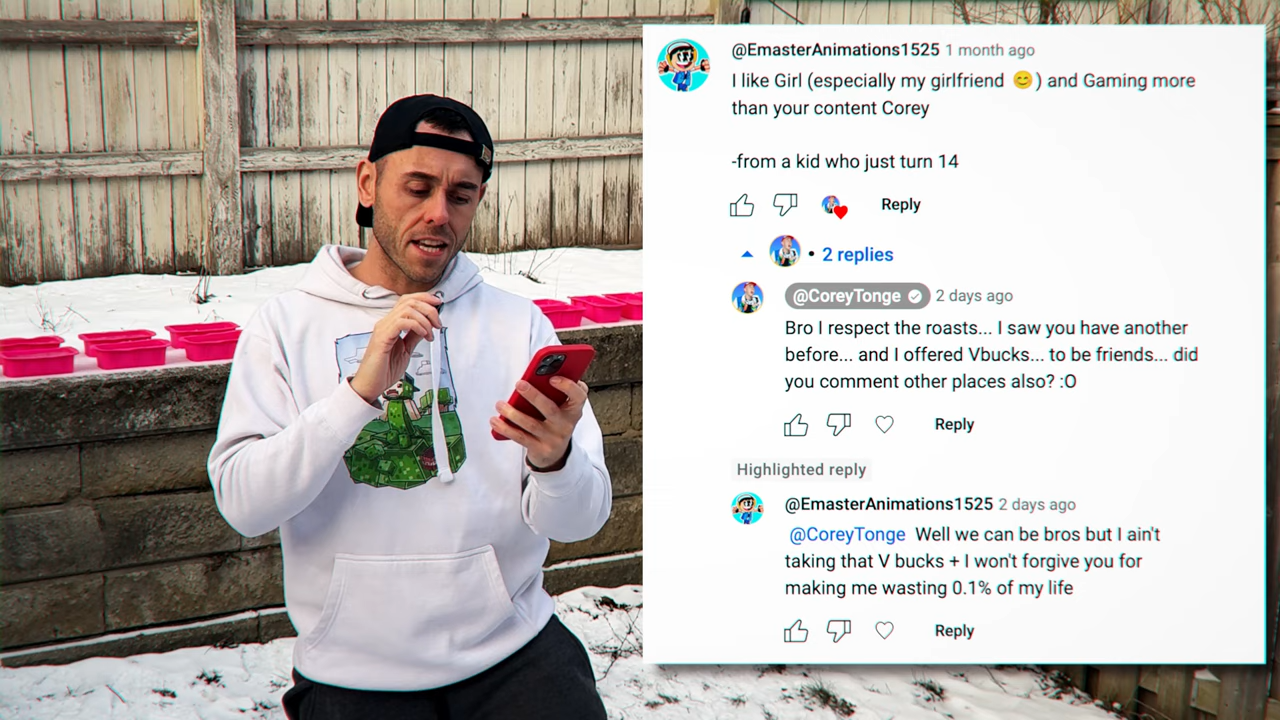 @EmasterAnimations1525 1 month ago
I like Girl (especially my girlfriend 😊) and Gaming more
than your content Corey
-from a kid who just turn 14
Reply
• 2 replies
@CoreyTonge 2 days ago
Bro I respect the roasts... I saw you have another
before... and I offered Vbucks... to be friends... did
you comment other places also? :O
Reply
Highlighted reply
@EmasterAnimations1525 2 days ago
@CoreyTonge Well we can be bros but I ain't
taking that V bucks + I won't forgive you for
making me wasting 0.1% of my life
Reply